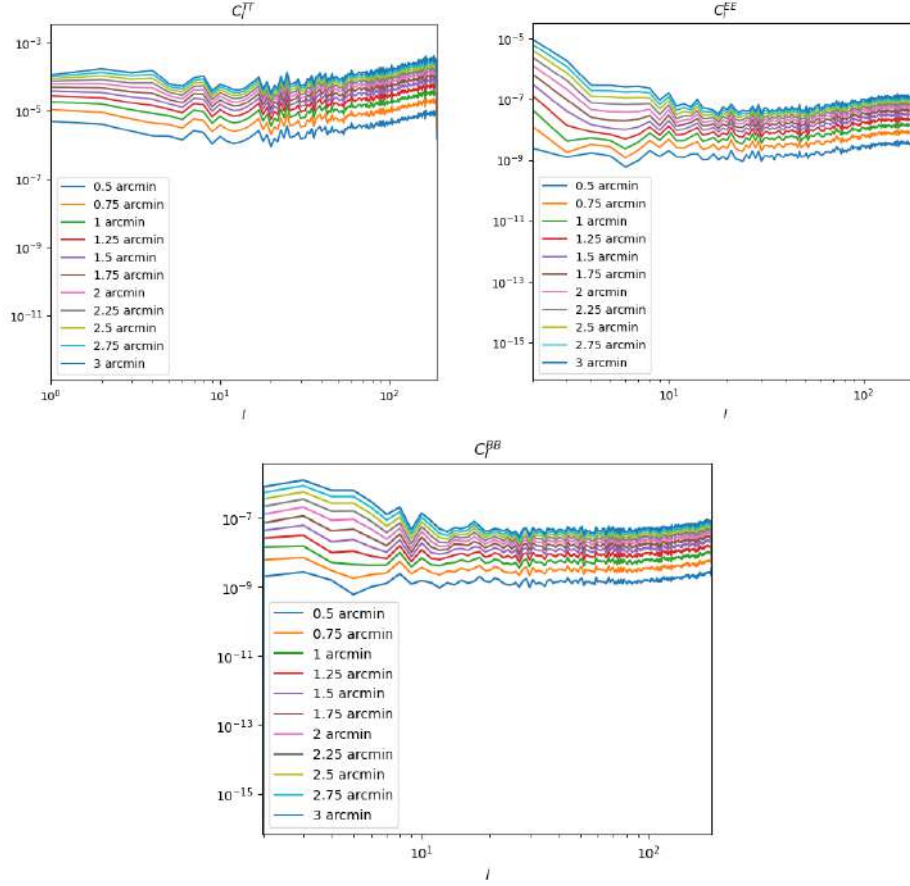 C_l^{TT}
10^{-3}
10^{-5}
10^{-7}
10^{-9}
10^{-11}
0.5 arcmin
0.75 arcmin
1 arcmin
1.25 arcmin
1.5 arcmin
1.75 arcmin
2 arcmin
2.25 arcmin
2.5 arcmin
2.75 arcmin
3 arcmin
10^0
10^1
10^2
l
C_l^{EE}
10^{-5}
10^{-7}
10^{-9}
10^{-11}
10^{-13}
10^{-15}
0.5 arcmin
0.75 arcmin
1 arcmin
1.25 arcmin
1.5 arcmin
1.75 arcmin
2 arcmin
2.25 arcmin
2.5 arcmin
2.75 arcmin
3 arcmin
10^1
10^2
l
C_l^{BB}
10^{-7}
10^{-9}
10^{-11}
10^{-13}
10^{-15}
0.5 arcmin
0.75 arcmin
1 arcmin
1.25 arcmin
1.5 arcmin
1.75 arcmin
2 arcmin
2.25 arcmin
2.5 arcmin
2.75 arcmin
3 arcmin
10^1
10^2
l